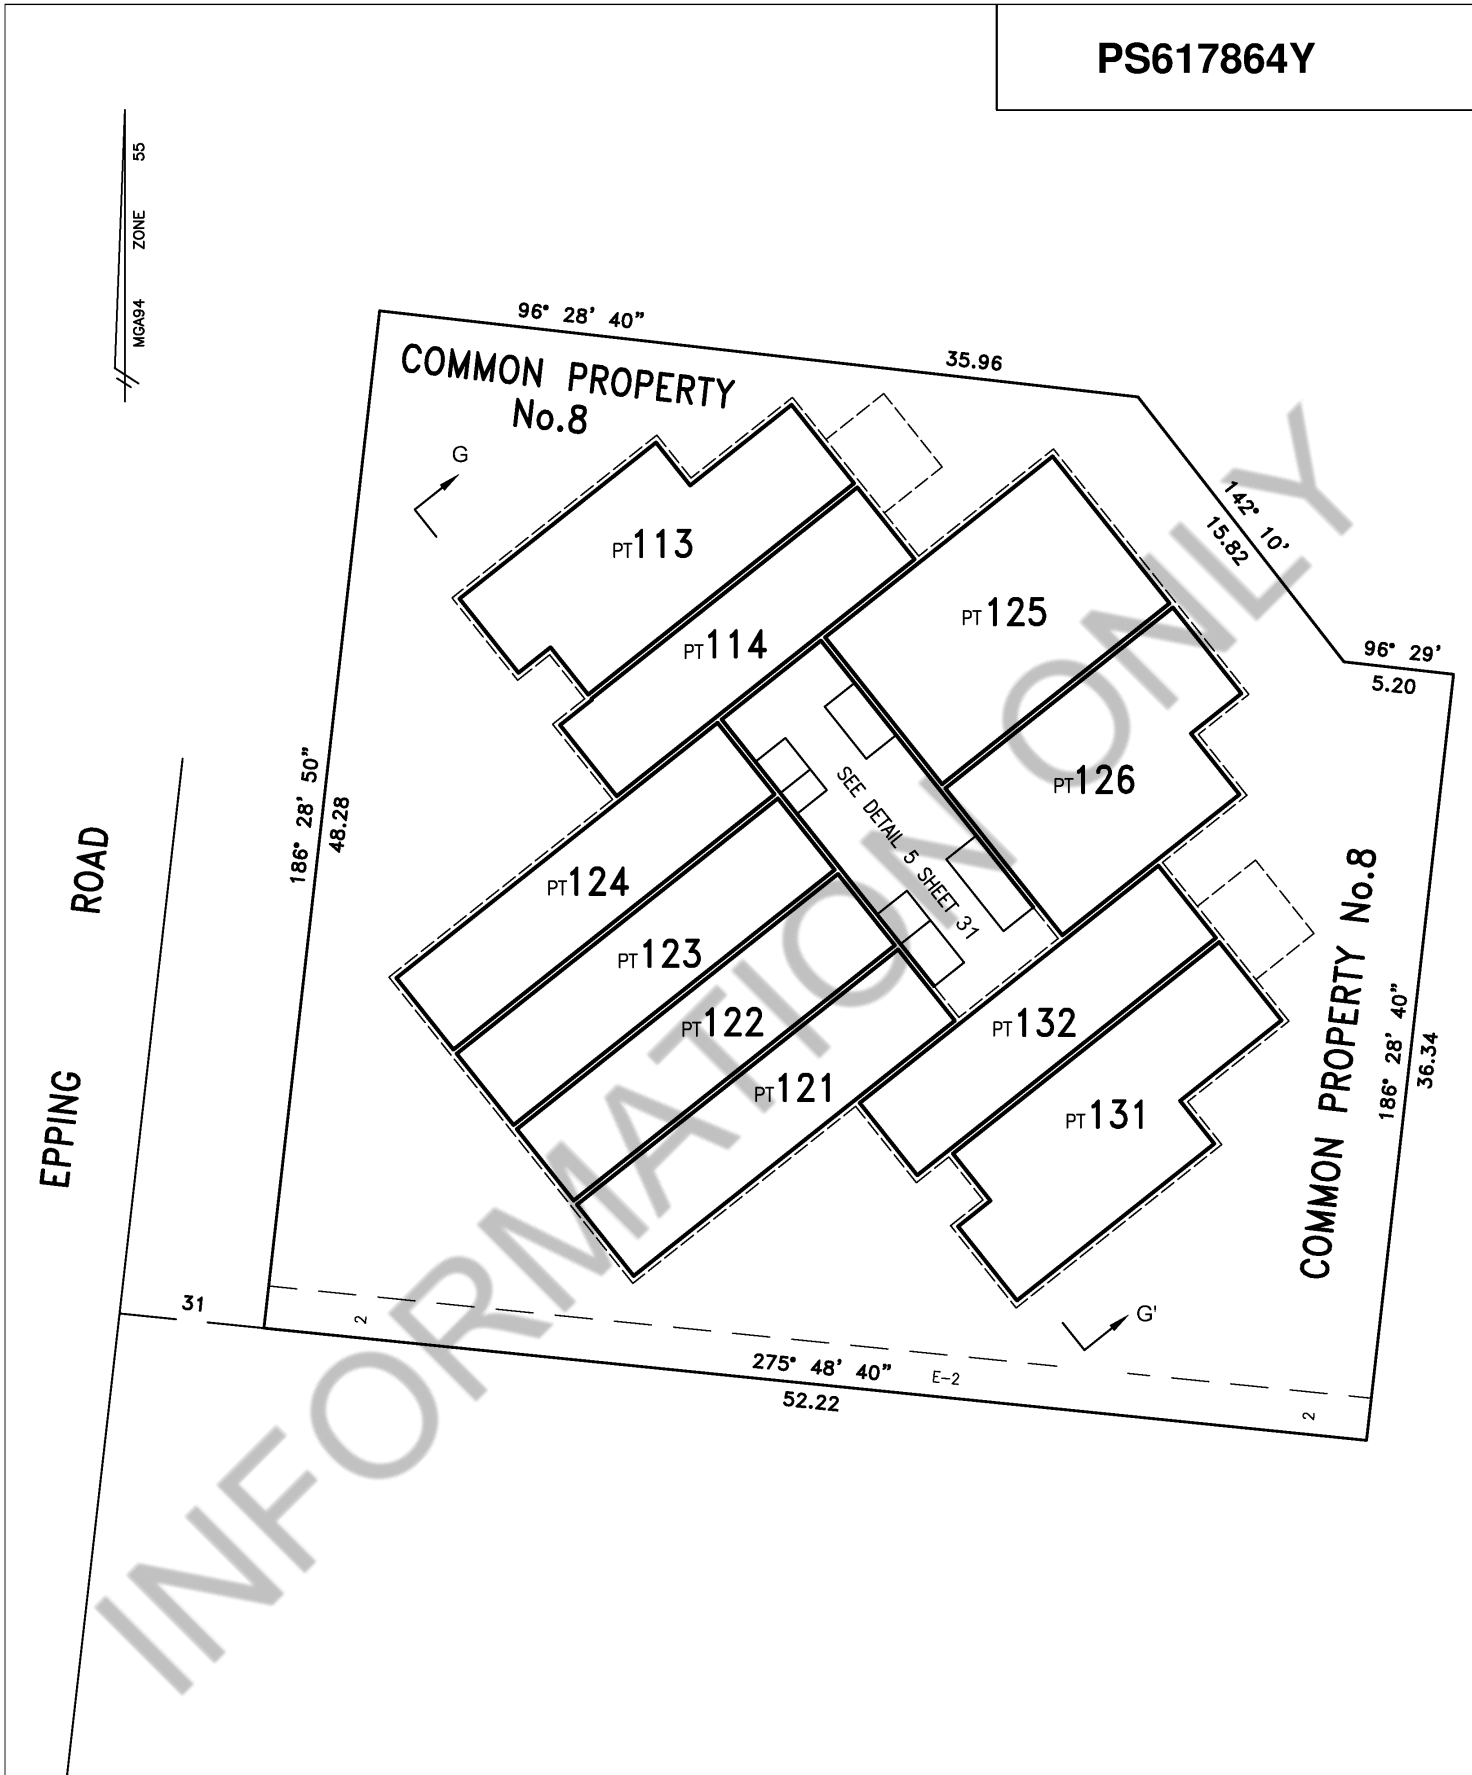 PS617864Y
MGA94 ZONE 55
96° 28' 40"
35.96
COMMON PROPERTY
No.8
G
142° 10'
15.82
PT113
PT125
96° 29'
5.20
PT114
PT126
186° 28' 50"
48.28
SEE DETAIL 5 SHEET 31
EPPING ROAD
PT124
PT123
PT122
PT132
PT121
PT131
COMMON PROPERTY No.8
186° 28' 40"
36.34
31
2
G'
275° 48' 40"
E-2
52.22
2
INFORMATION ONLY